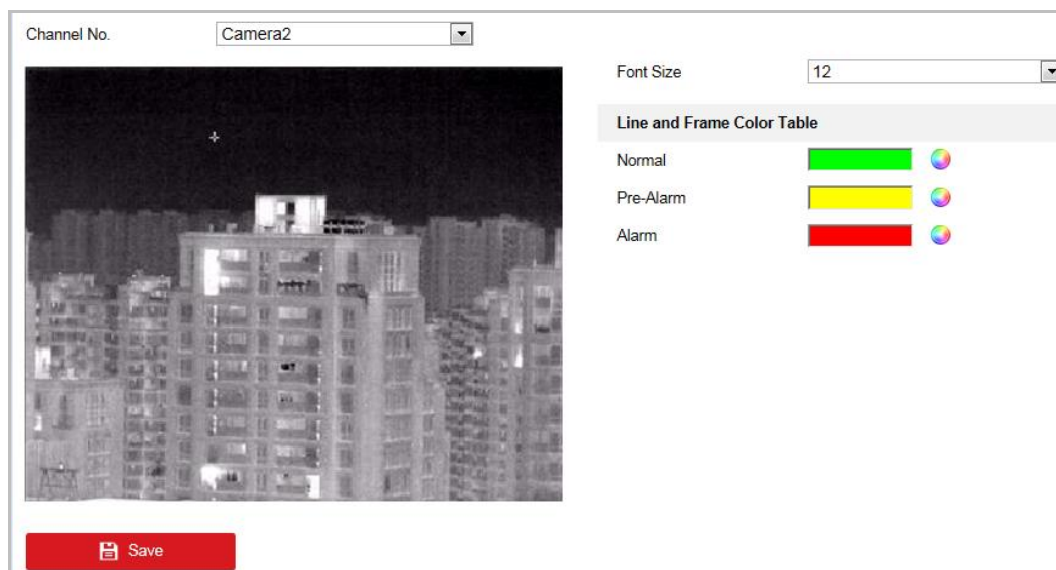 Channel No. Camera2
Font Size 12
Line and Frame Color Table
Normal
Pre-Alarm
Alarm
Save